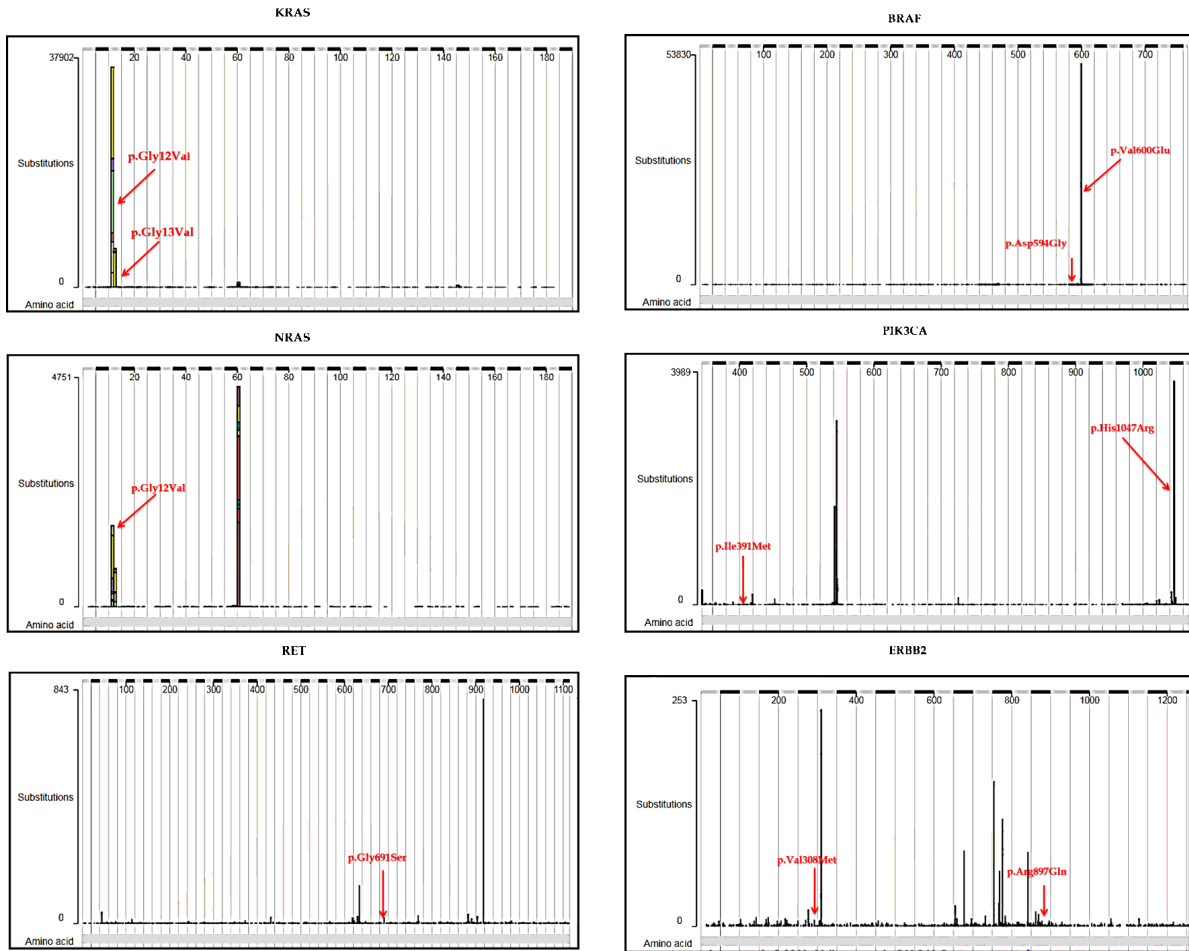 KRAS
37902
20 40 60 80 100 120 140 160 180
Substitutions
p.Gly12Val
p.Gly13Val
0
Amino acid
BRAF
53830
100 200 300 400 500 600 700
Substitutions
p.Val600Glu
p.Asp594Gly
0
Amino acid
NRAS
4751
20 40 60 80 100 120 140 160 180
Substitutions
p.Gly12Val
0
Amino acid
PIK3CA
3989
400 500 600 700 800 900 1000
Substitutions
p.His1047Arg
p.Ile391Met
0
Amino acid
RET
843
100 200 300 400 500 600 700 800 900 1000 1100
Substitutions
p.Gly691Ser
0
Amino acid
ERBB2
253
200 400 600 800 1000 1200
Substitutions
p.Val308Met
p.Arg897Gln
0
Amino acid